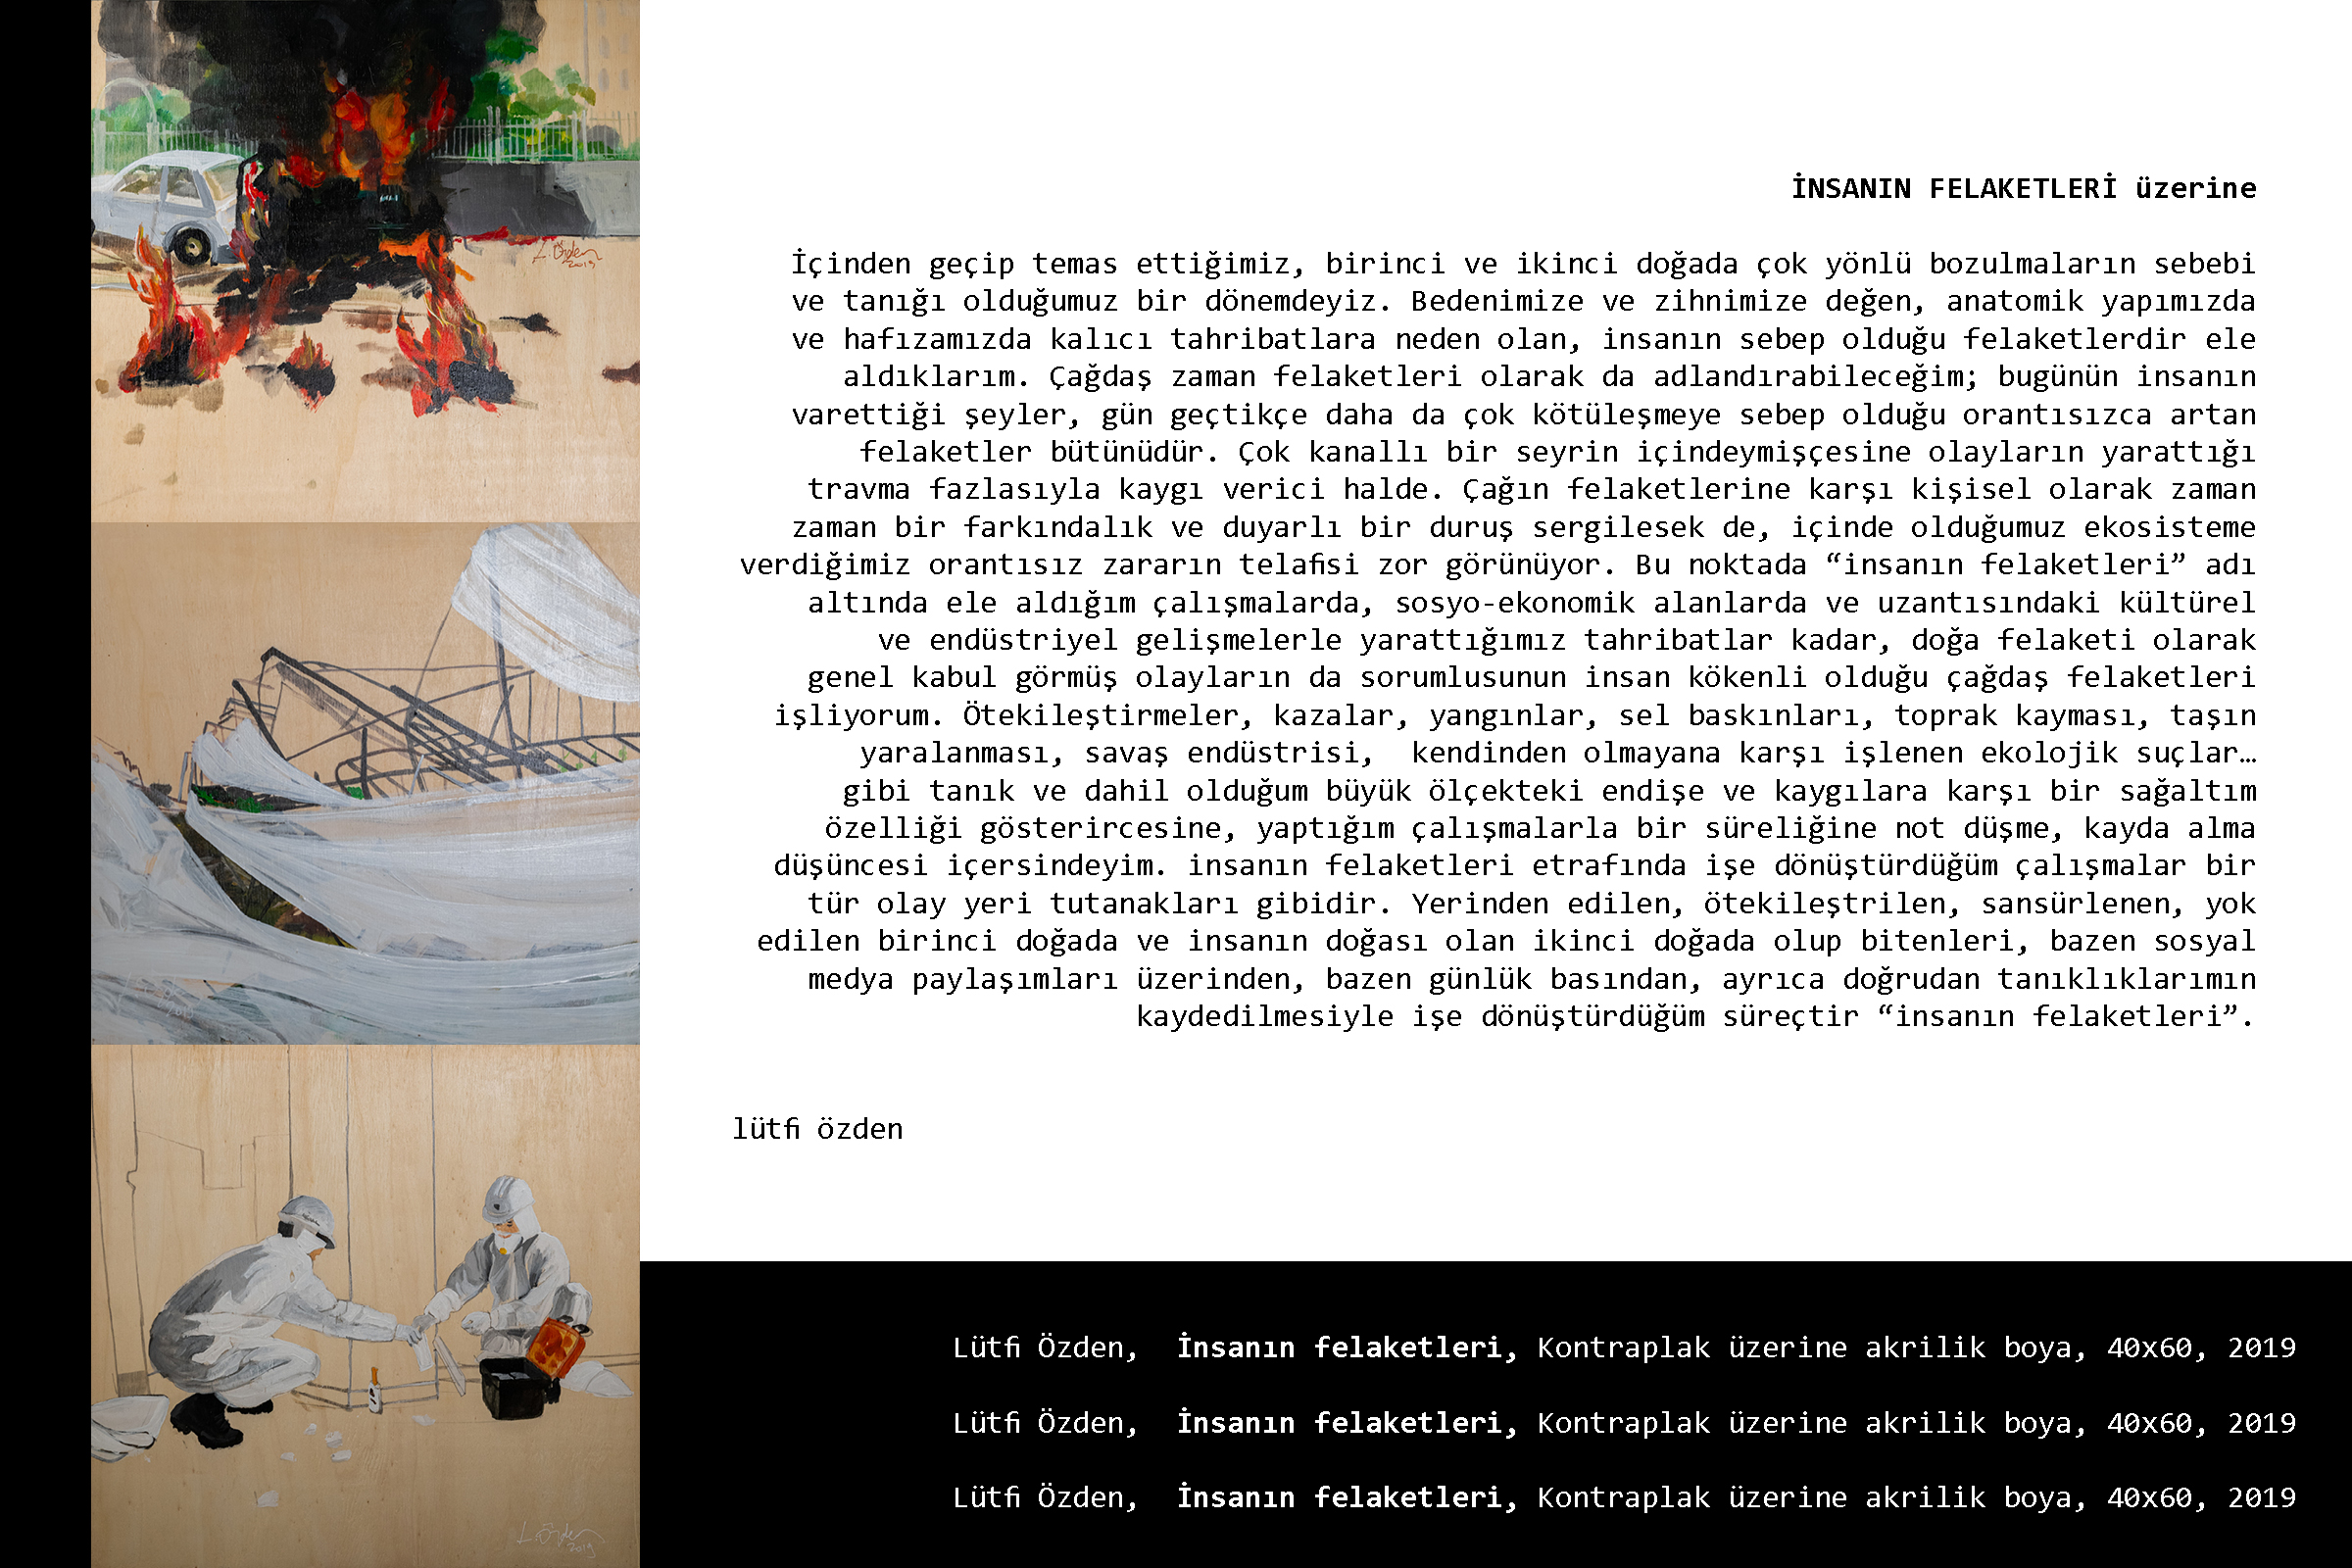 İNSANIN FELAKETLERİ üzerine
İçinden geçip temas ettiğimiz, birinci ve ikinci doğada çok yönlü bozulmaların sebebi
ve tanığı olduğumuz bir dönemdeyiz. Bedenimize ve zihnimize değen, anatomik yapımızda
ve hafızamızda kalıcı tahribatlara neden olan, insanın sebep olduğu felaketlerdir ele
aldıklarım. Çağdaş zaman felaketleri olarak da adlandırabileceğim; bugünün insanın
varettiği şeyler, gün geçtikçe daha da çok kötüleşmeye sebep olduğu orantısızca artan
felaketler bütünüdür. Çok kanallı bir seyrin içindeymişçesine olayların yarattığı
travma fazlasıyla kaygı verici halde. Çağın felaketlerine karşı kişisel olarak zaman
zaman bir farkındalık ve duyarlı bir duruş sergilesek de, içinde olduğumuz ekosisteme
verdiğimiz orantısız zararın telafisi zor görünüyor. Bu noktada “insanın felaketleri” adı
altında ele aldığım çalışmalarda, sosyo-ekonomik alanlarda ve uzantısındaki kültürel
ve endüstriyel gelişmelerle yarattığımız tahribatlar kadar, doğa felaketi olarak
genel kabul görmüş olayların da sorumlusunun insan kökenli olduğu çağdaş felaketleri
işliyorum. Ötekileştirmeler, kazalar, yangınlar, sel baskınları, toprak kayması, taşın
yaralanması, savaş endüstrisi,  kendinden olmayana karşı işlenen ekolojik suçlar…
gibi tanık ve dahil olduğum büyük ölçekteki endişe ve kaygılara karşı bir sağaltım
özelliği gösterircesine, yaptığım çalışmalarla bir süreliğine not düşme, kayda alma
düşüncesi içersindeyim. insanın felaketleri etrafında işe dönüştürdüğüm çalışmalar bir
tür olay yeri tutanakları gibidir. Yerinden edilen, ötekileştrilen, sansürlenen, yok
edilen birinci doğada ve insanın doğası olan ikinci doğada olup bitenleri, bazen sosyal
medya paylaşımları üzerinden, bazen günlük basından, ayrıca doğrudan tanıklıklarımın
kaydedilmesiyle işe dönüştürdüğüm süreçtir “insanın felaketleri”.
lütfi özden
Lütfi Özden,  İnsanın felaketleri, Kontraplak üzerine akrilik boya, 40x60, 2019
Lütfi Özden,  İnsanın felaketleri, Kontraplak üzerine akrilik boya, 40x60, 2019
Lütfi Özden,  İnsanın felaketleri, Kontraplak üzerine akrilik boya, 40x60, 2019
L. Özden
2019
2019
L. Özden
2019